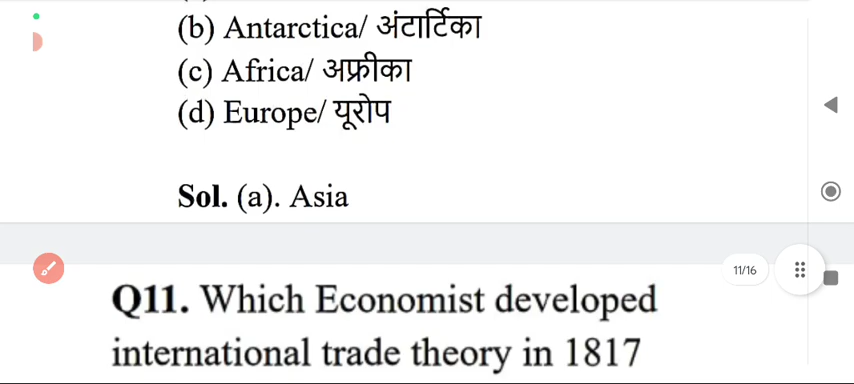 (b) Antarctica/ अंटार्टिका
(c) Africa/ अफ्रीका
(d) Europe/ यूरोप
Sol. (a). Asia
11/16
Q11. Which Economist developed
international trade theory in 1817